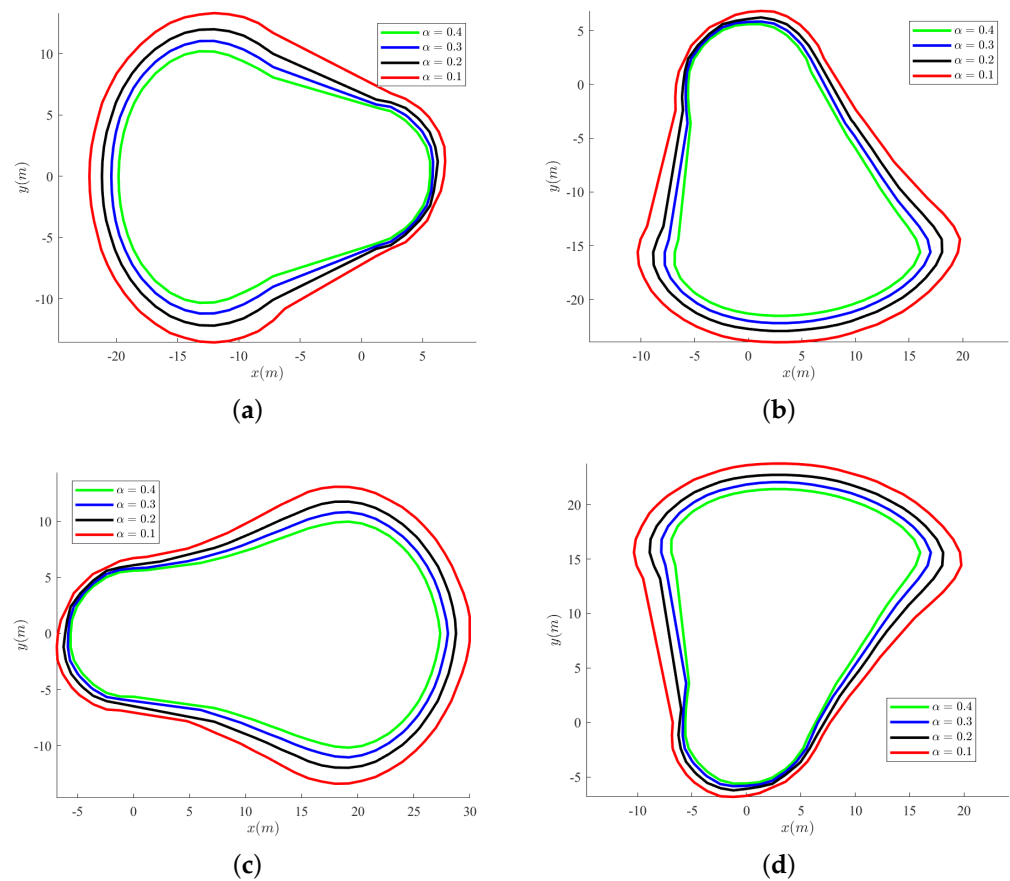 α = 0.4
α = 0.3
α = 0.2
α = 0.1
10
5
0
-5
-10
y(m)
-20 -15 -10 -5 0 5
x(m)
(a)
α = 0.4
α = 0.3
α = 0.2
α = 0.1
5
0
-5
-10
-15
-20
y(m)
-10 -5 0 5 10 15 20
x(m)
(b)
α = 0.4
α = 0.3
α = 0.2
α = 0.1
10
5
0
-5
-10
y(m)
-5 0 5 10 15 20 25 30
x(m)
(c)
20
15
10
5
0
-5
y(m)
α = 0.4
α = 0.3
α = 0.2
α = 0.1
-10 -5 0 5 10 15 20
x(m)
(d)